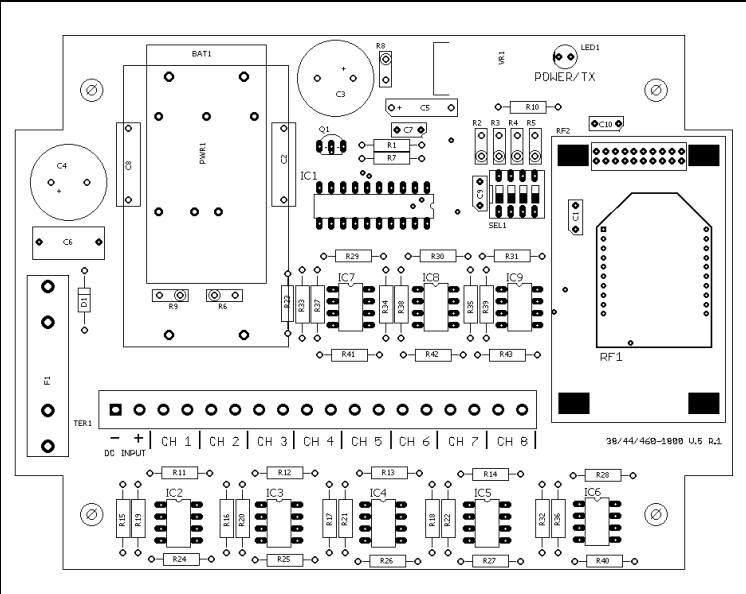 BAT1
R8
VR1
LED1
POWER/TX
C3
C5
R10
Q1
C7
R2
R3
R4
R5
C10
RF2
R1
R7
C4
C8
PWR1
C2
IC1
C9
SEL1
C1
C6
R29
R30
R31
D1
R9
R6
R23
R33
R37
IC7
R34
R38
IC8
R35
R39
IC9
R41
R42
R43
RF1
F1
TER1
- + CH 1 CH 2 CH 3 CH 4 CH 5 CH 6 CH 7 CH 8
DC INPUT
38/44/460-1800 V.5 R.1
R11
R12
R13
R14
R28
R15
R19
IC2
R16
R20
IC3
R17
R21
IC4
R18
R22
IC5
R32
R36
IC6
R24
R25
R26
R27
R40